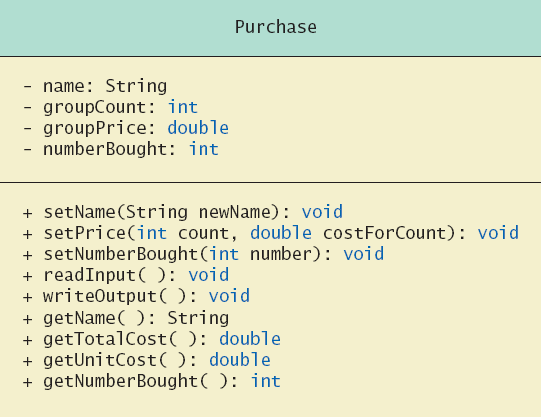 Purchase
- name: String
- groupCount: int
- groupPrice: double
- numberBought: int
+ setName(String newName): void
+ setPrice(int count, double costForCount): void
+ setNumberBought(int number): void
+ readInput( ): void
+ writeOutput( ): void
+ getName( ): String
+ getTotalCost( ): double
+ getUnitCost( ): double
+ getNumberBought( ): int